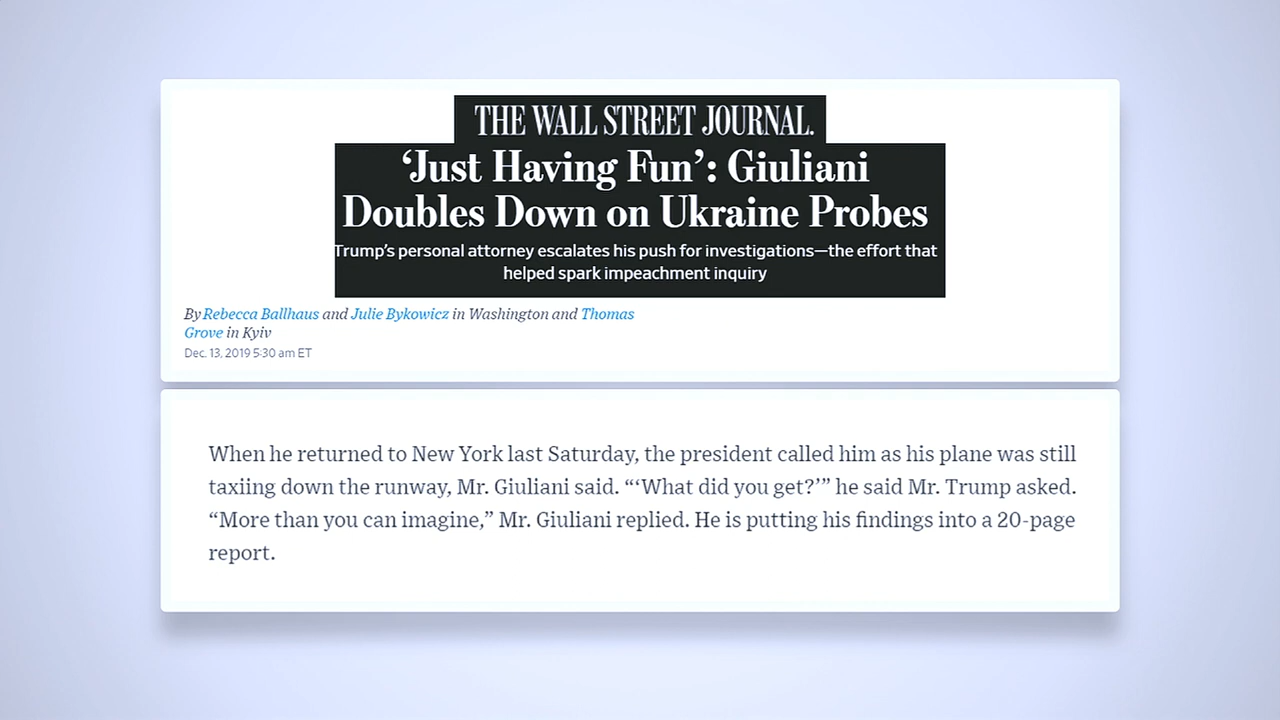 THE WALL STREET JOURNAL.
‘Just Having Fun’: Giuliani
Doubles Down on Ukraine Probes
Trump’s personal attorney escalates his push for investigations—the effort that
helped spark impeachment inquiry
By Rebecca Ballhaus and Julie Bykowicz in Washington and Thomas
Grove in Kyiv
Dec. 13, 2019 5:30 am ET
When he returned to New York last Saturday, the president called him as his plane was still
taxiing down the runway, Mr. Giuliani said. “‘What did you get?’” he said Mr. Trump asked.
“More than you can imagine,” Mr. Giuliani replied. He is putting his findings into a 20-page
report.